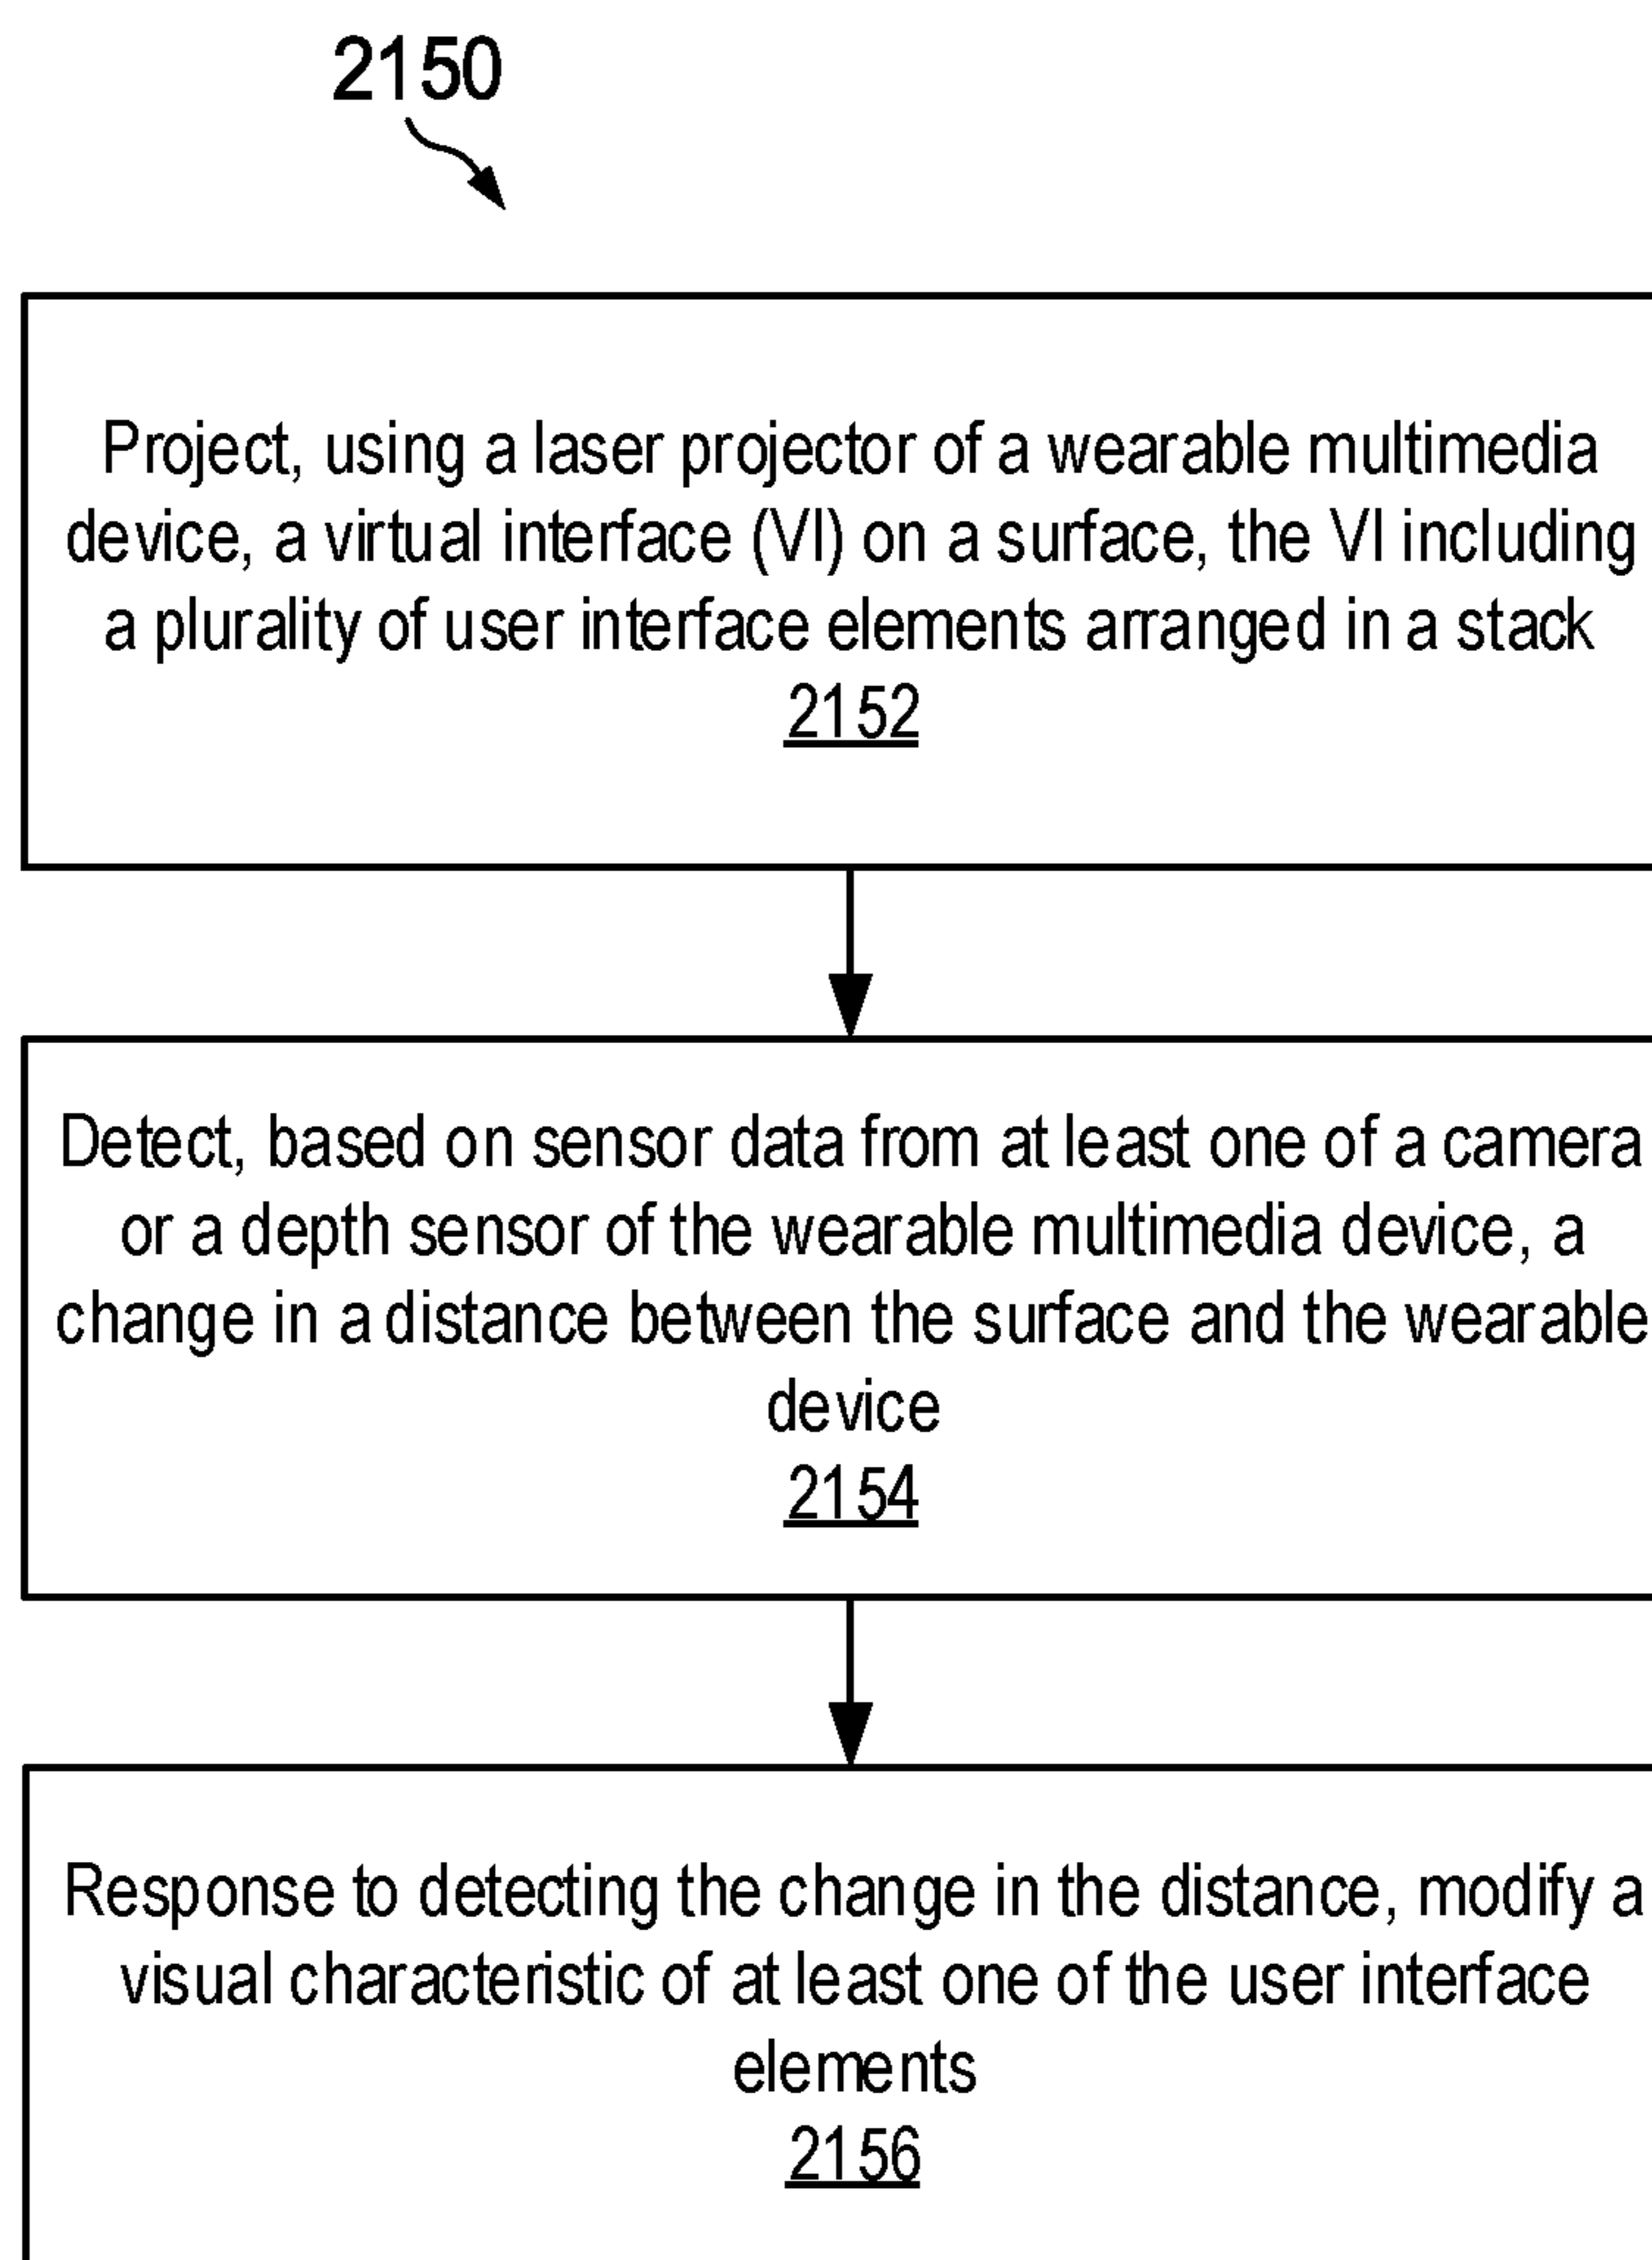 2150
Project, using a laser projector of a wearable multimedia
device, a virtual interface (VI) on a surface, the VI including
a plurality of user interface elements arranged in a stack
2152
Detect, based on sensor data from at least one of a camera
or a depth sensor of the wearable multimedia device, a
change in a distance between the surface and the wearable
device
2154
Response to detecting the change in the distance, modify a
visual characteristic of at least one of the user interface
elements
2156